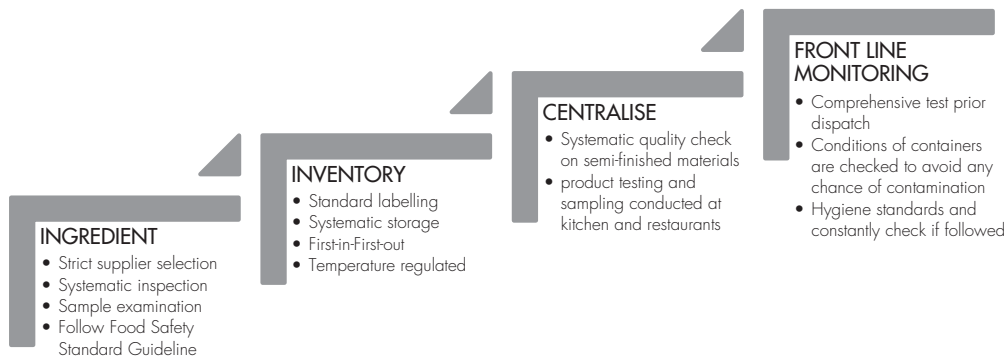 INGREDIENT
• Strict supplier selection
• Systematic inspection
• Sample examination
• Follow Food Safety
Standard Guideline
INVENTORY
• Standard labelling
• Systematic storage
• First-in-First-out
• Temperature regulated
CENTRALISE
• Systematic quality check
on semi-finished materials
• product testing and
sampling conducted at
kitchen and restaurants
FRONT LINE
MONITORING
• Comprehensive test prior
dispatch
• Conditions of containers
are checked to avoid any
chance of contamination
• Hygiene standards and
constantly check if followed